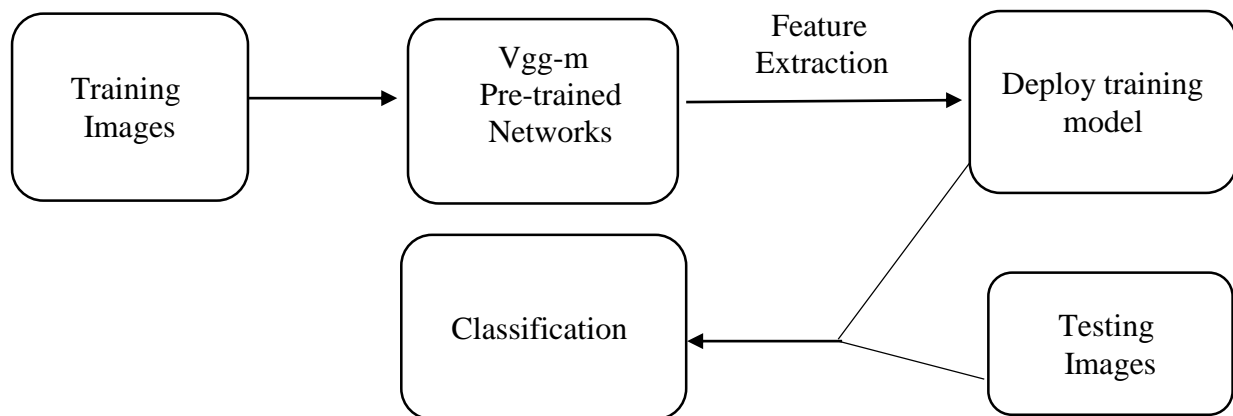 Training
Images
Vgg-m
Pre-trained
Networks
Feature
Extraction
Deploy training
model
Classification
Testing
Images